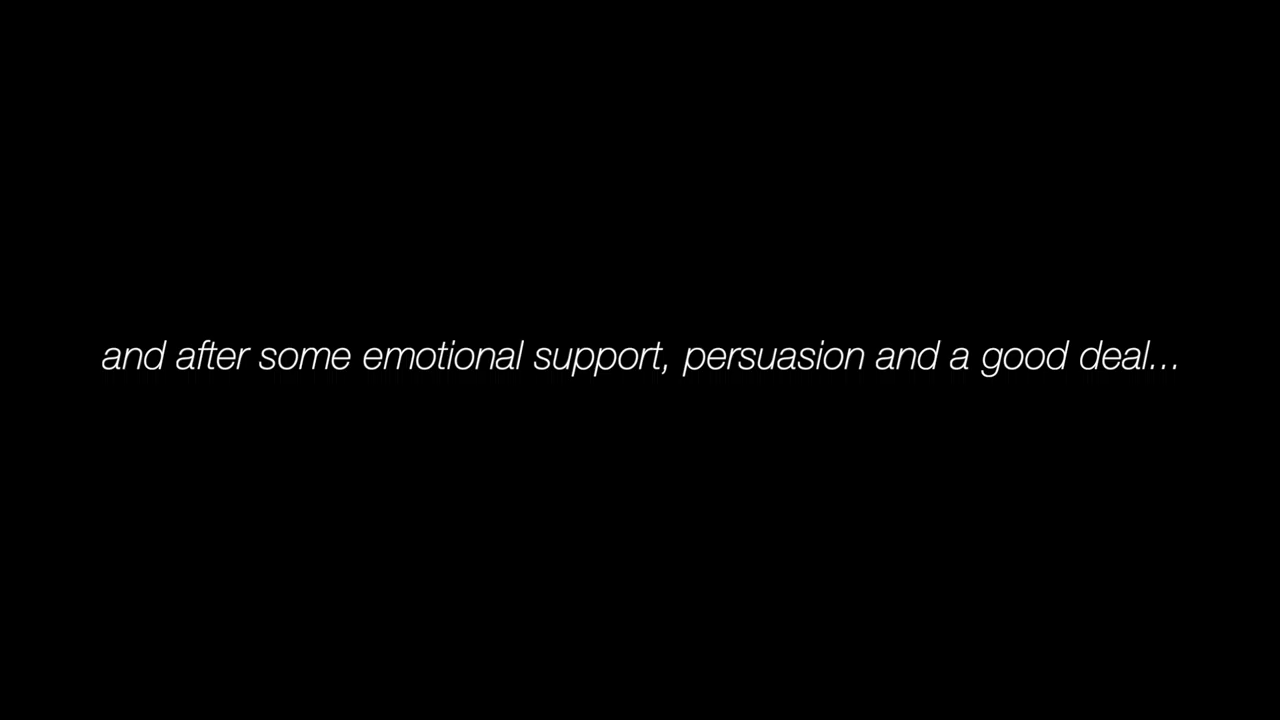 and after some emotional support, persuasion and a good deal...